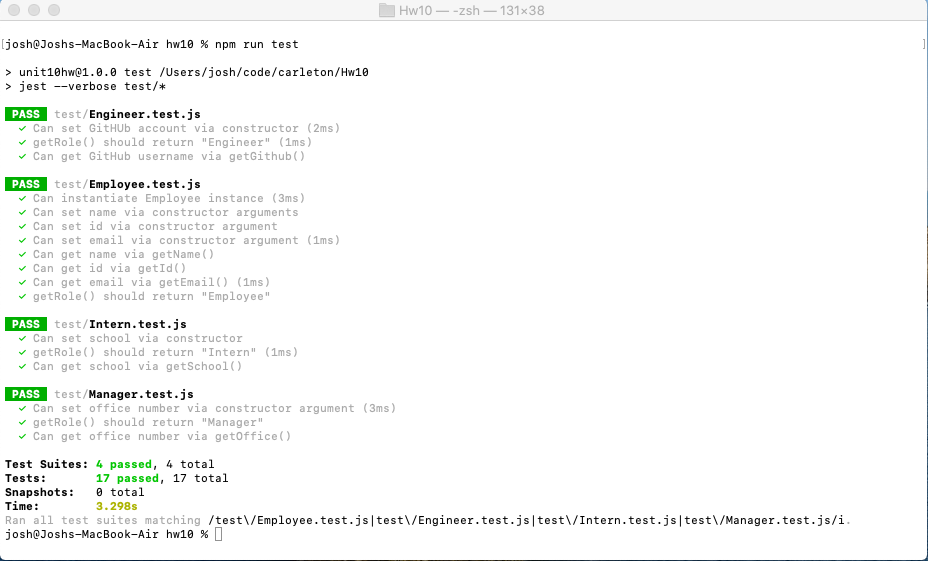 Hw10 — -zsh — 131×38
[josh@Joshs-MacBook-Air hw10 % npm run test ]
> unit10hw@1.0.0 test /Users/josh/code/carleton/Hw10
> jest --verbose test/*
PASS test/Engineer.test.js
✓ Can set GitHUb account via constructor (2ms)
✓ getRole() should return "Engineer" (1ms)
✓ Can get GitHub username via getGithub()
PASS test/Employee.test.js
✓ Can instantiate Employee instance (3ms)
✓ Can set name via constructor arguments
✓ Can set id via constructor argument
✓ Can set email via constructor argument (1ms)
✓ Can get name via getName()
✓ Can get id via getId()
✓ Can get email via getEmail() (1ms)
✓ getRole() should return "Employee"
PASS test/Intern.test.js
✓ Can set school via constructor
✓ getRole() should return "Intern" (1ms)
✓ Can get school via getSchool()
PASS test/Manager.test.js
✓ Can set office number via constructor argument (3ms)
✓ getRole() should return "Manager"
✓ Can get office number via getOffice()
Test Suites: 4 passed, 4 total
Tests: 17 passed, 17 total
Snapshots: 0 total
Time: 3.298s
Ran all test suites matching /test\/Employee.test.js|test\/Engineer.test.js|test\/Intern.test.js|test\/Manager.test.js/i.
josh@Joshs-MacBook-Air hw10 %